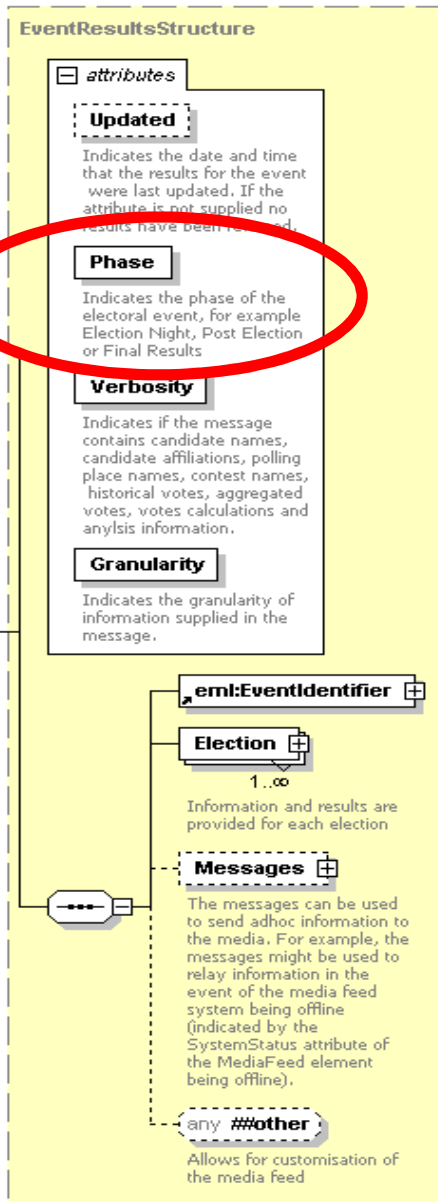 EventResultsStructure
attributes
Updated
Indicates the date and time
that the results for the event
were last updated. If the
attribute is not supplied no
results have been
Phase
Indicates the phase of the
electoral event, for example
Election Night, Post Election
or Final Results
Verbosity
Indicates if the message
contains candidate names,
candidate affiliations, polling
place names, contest names,
historical votes, aggregated
votes, votes calculations and
anylsis information.
Granularity
Indicates the granularity of
information supplied in the
message.
eml:EventIdentifier
Election
1..∞
Information and results are
provided for each election
Messages
The messages can be used
to send adhoc information to
the media. For example, the
messages might be used to
relay information in the
event of the media feed
system being offline
(indicated by the
SystemStatus attribute of
the MediaFeed element
being offline).
any ##other
Allows for customisation of
the media feed